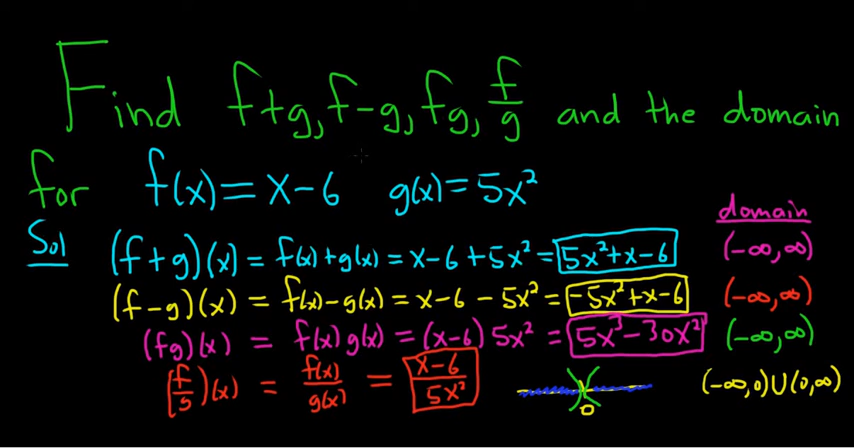 Find f+g, f-g, fg, f/g and the domain
for f(x) = x-6 g(x) = 5x²
domain
Sol (f+g)(x) = f(x)+g(x) = x-6+5x² = 5x²+x-6 (-∞,∞)
(f-g)(x) = f(x)-g(x) = x-6-5x² = -5x²+x-6 (-∞,∞)
(fg)(x) = f(x)g(x) = (x-6)5x² = 5x³-30x² (-∞,∞)
(f/g)(x) = f(x)/g(x) = x-6/5x² 0 (-∞,0)∪(0,∞)